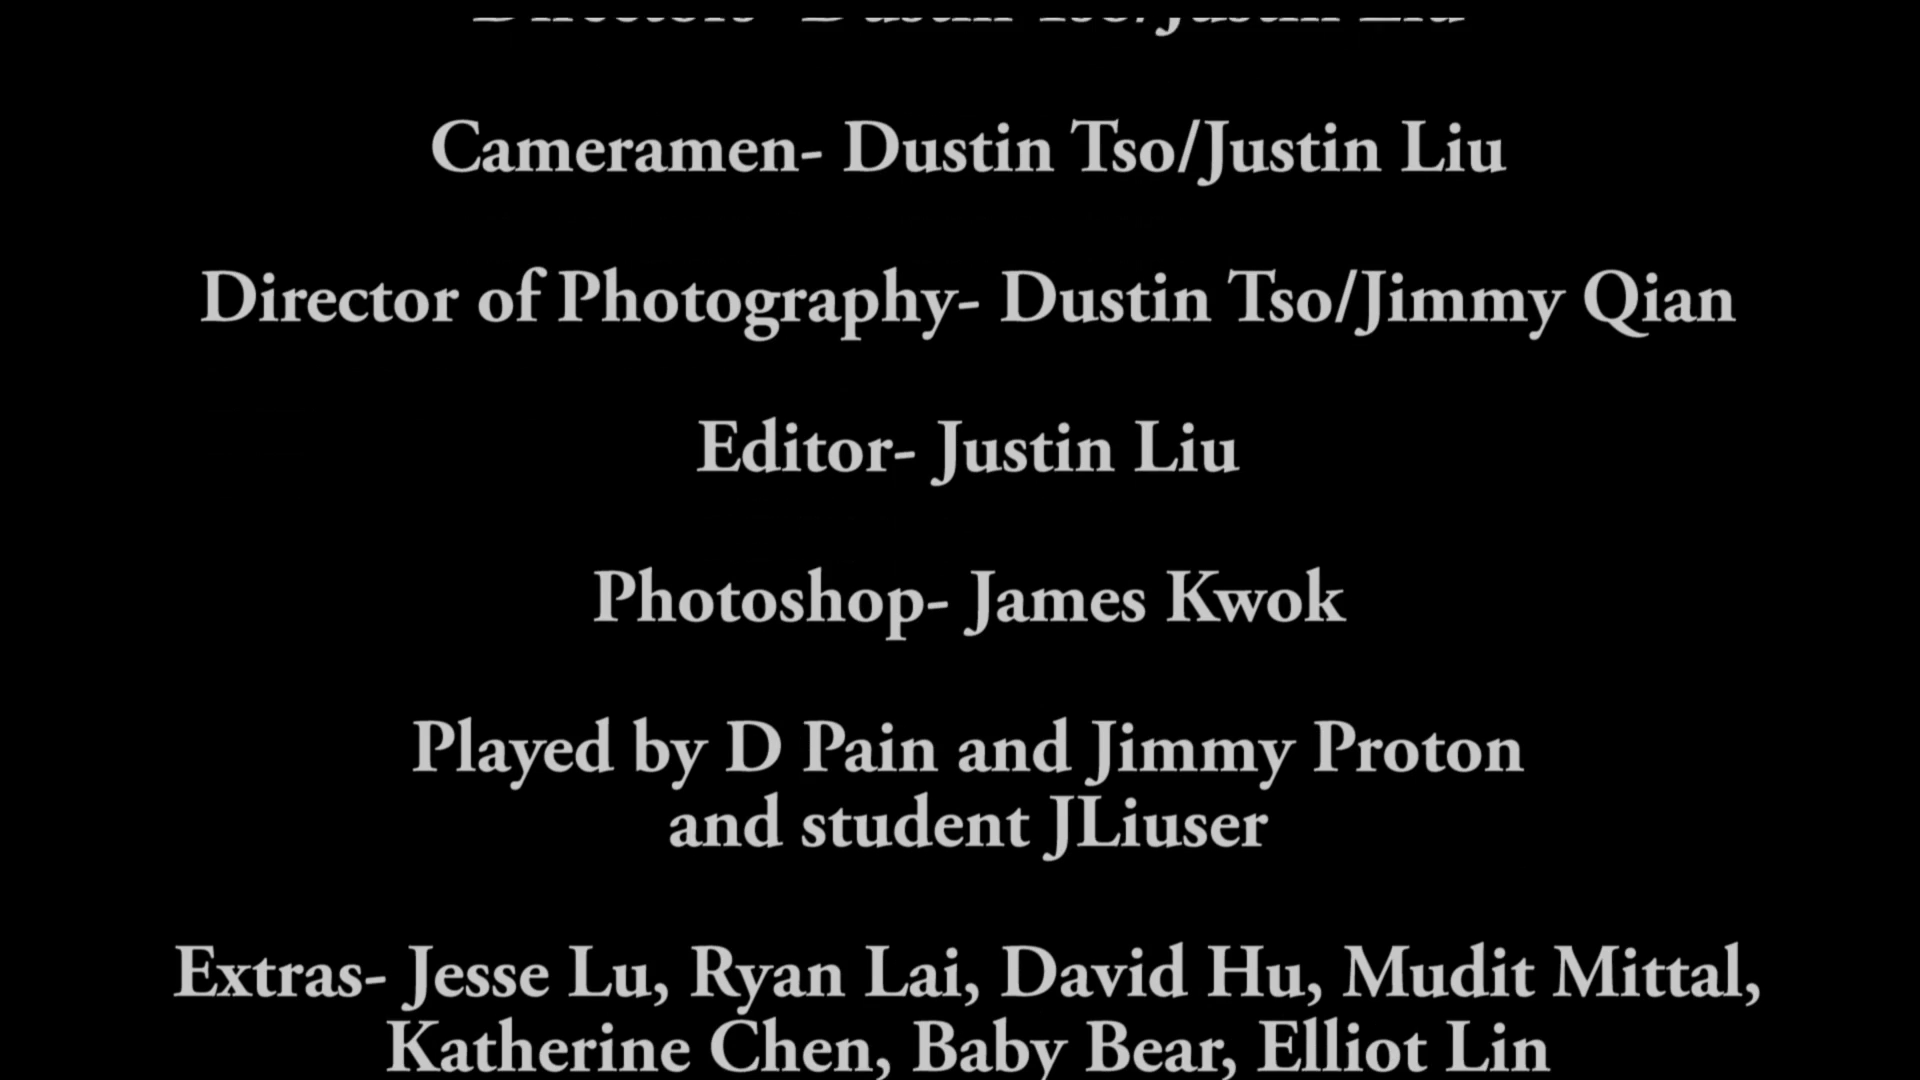 Cameramen- Dustin Tso/Justin Liu
Director of Photography- Dustin Tso/Jimmy Qian
Editor- Justin Liu
Photoshop- James Kwok
Played by D Pain and Jimmy Proton
and student JLiuser
Extras- Jesse Lu, Ryan Lai, David Hu, Mudit Mittal,
Katherine Chen, Baby Bear, Elliot Lin